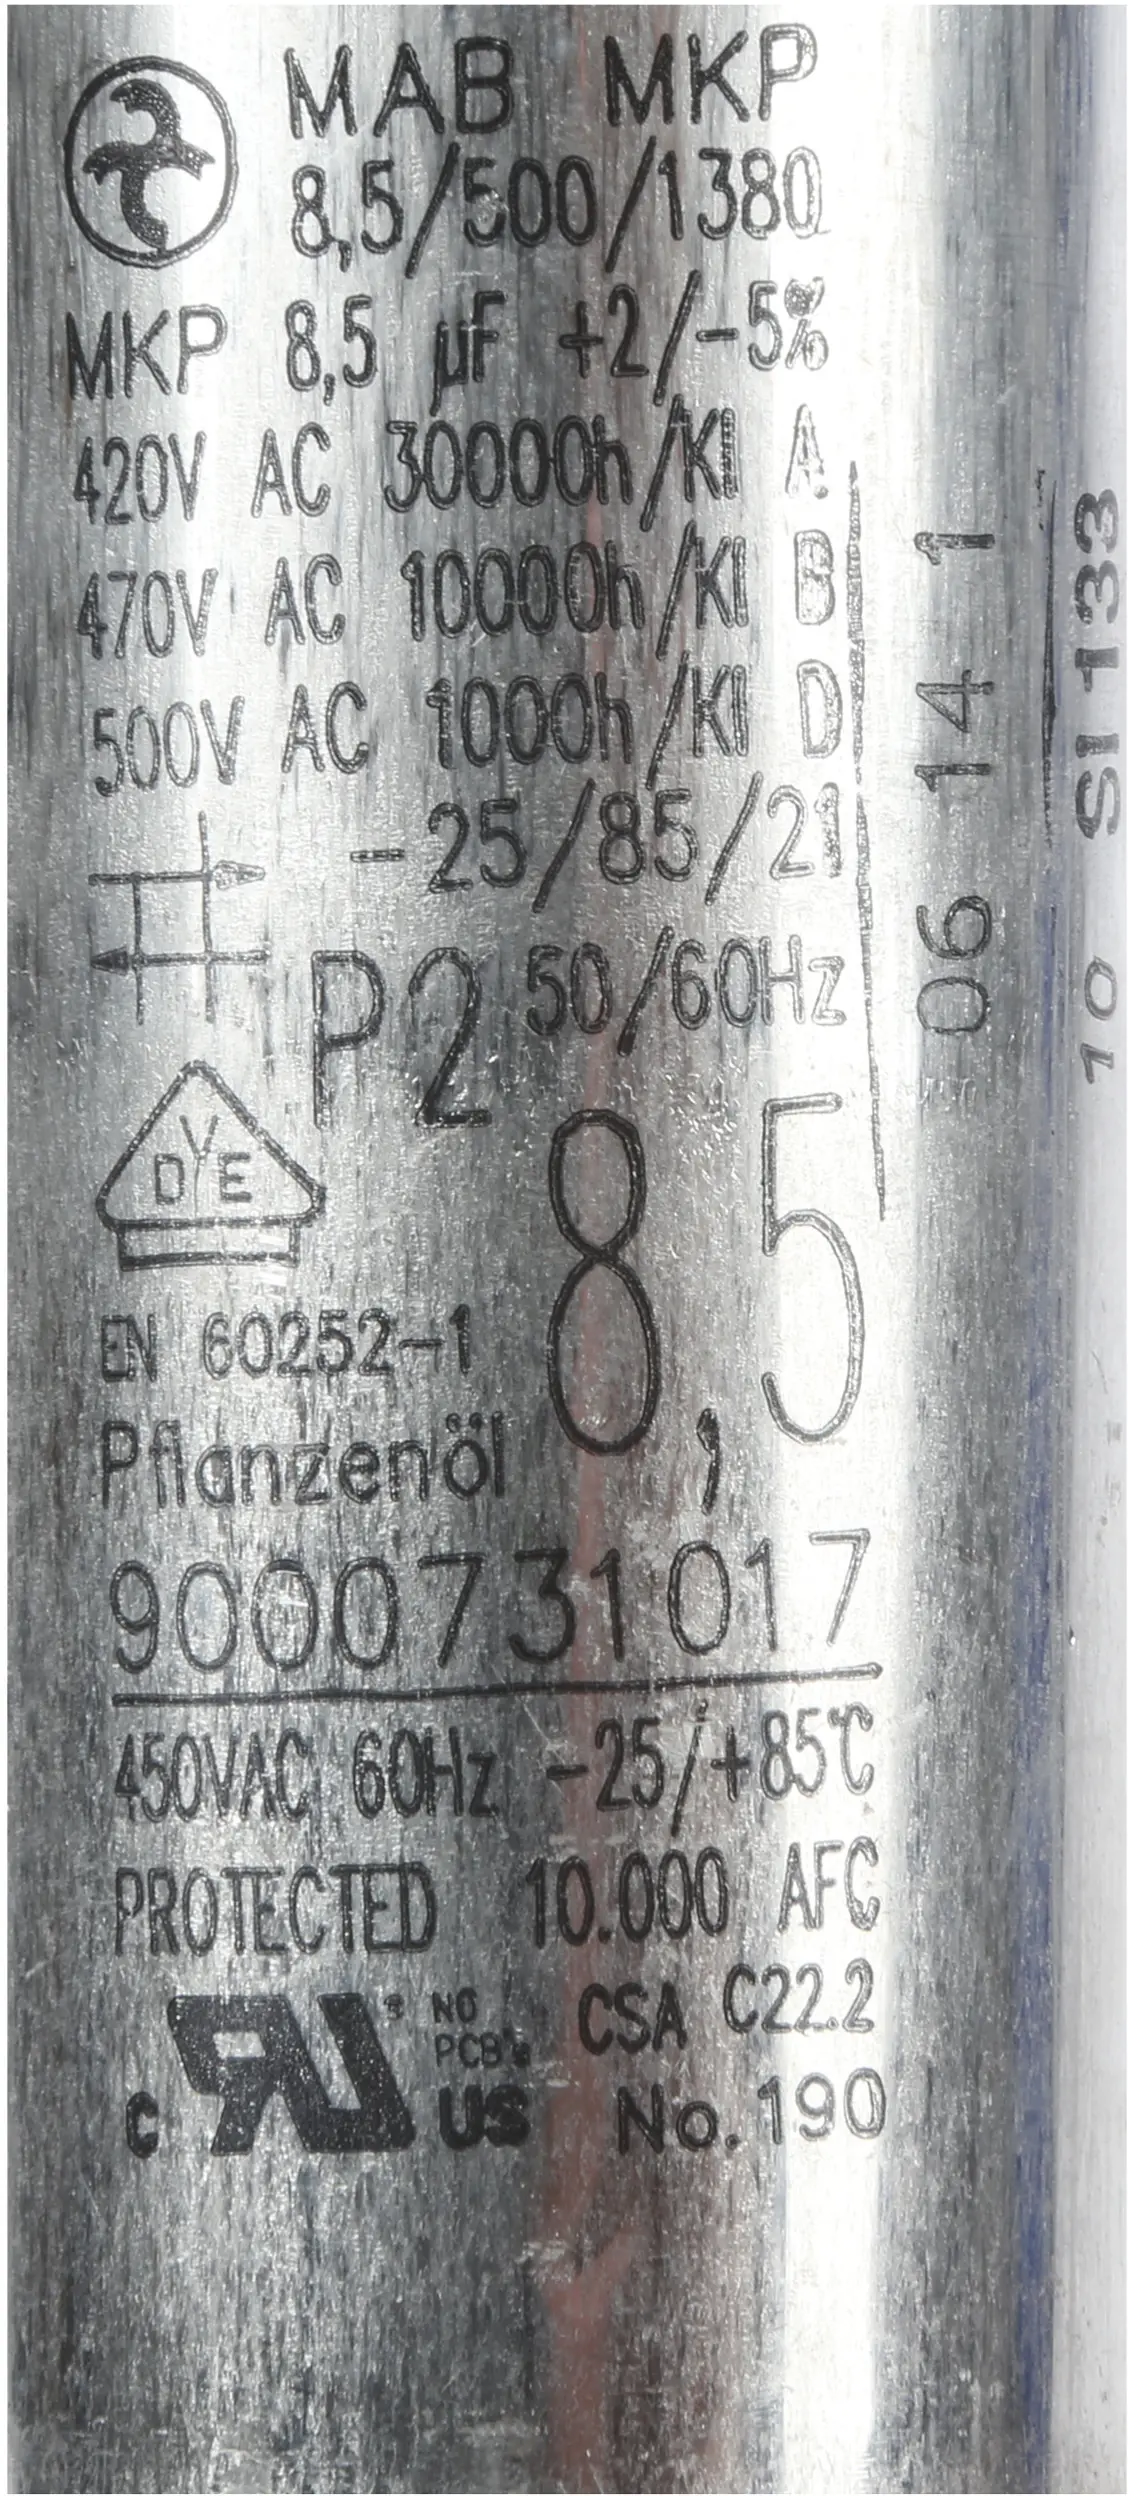 MAB MKP
8,5/500/1380
MKP 8,5 µF +2/-5%
420V AC 30000h/Kl A
470V AC 10000h/Kl B
500V AC 1000h/Kl D
-25/85/21
P2 50/60Hz
DVE
8,5
EN 60252-1
Pflanzenöl
9000731017
450VAC 60Hz -25/+85°C
PROTECTED 10.000 AFC
NO
PCB's
CSA C22.2
c US No.190
06 14 1
10 SI 133